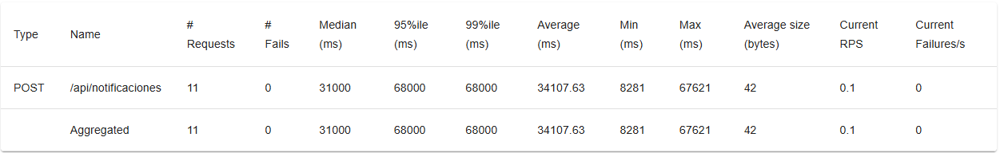 Type Name # Requests # Fails Median (ms) 95%ile (ms) 99%ile (ms) Average (ms) Min (ms) Max (ms) Average size (bytes) Current RPS Current Failures/s
POST /api/notificaciones 11 0 31000 68000 68000 34107.63 8281 67621 42 0.1 0
Aggregated 11 0 31000 68000 68000 34107.63 8281 67621 42 0.1 0